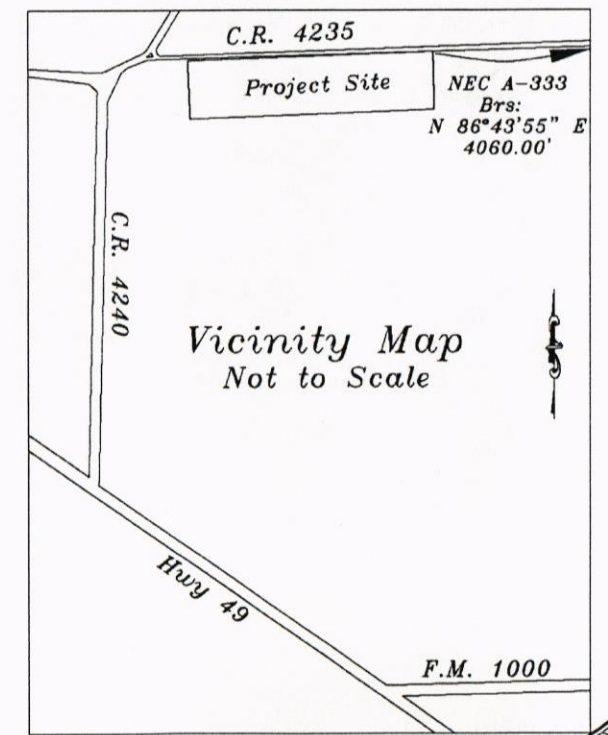 C.R. 4235
Project Site
NEC A-333
Brs:
N 86°43'55" E
4060.00'
C.R. 4240
Vicinity Map
Not to Scale
Hwy 49
F.M. 1000